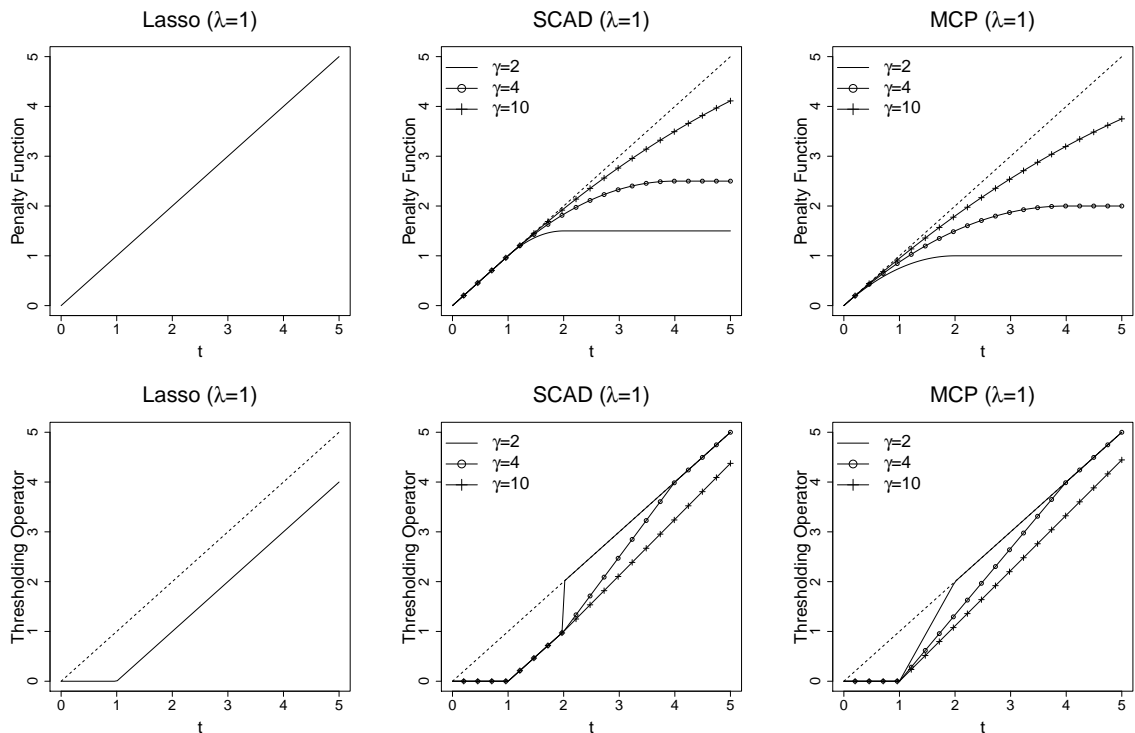 Lasso (λ=1)
Penalty Function
5
4
3
2
1
0
0 1 2 3 4 5
t
SCAD (λ=1)
γ=2
γ=4
γ=10
Penalty Function
5
4
3
2
1
0
0 1 2 3 4 5
t
MCP (λ=1)
γ=2
γ=4
γ=10
Penalty Function
5
4
3
2
1
0
0 1 2 3 4 5
t
Lasso (λ=1)
Thresholding Operator
5
4
3
2
1
0
0 1 2 3 4 5
t
SCAD (λ=1)
γ=2
γ=4
γ=10
Thresholding Operator
5
4
3
2
1
0
0 1 2 3 4 5
t
MCP (λ=1)
γ=2
γ=4
γ=10
Thresholding Operator
5
4
3
2
1
0
0 1 2 3 4 5
t